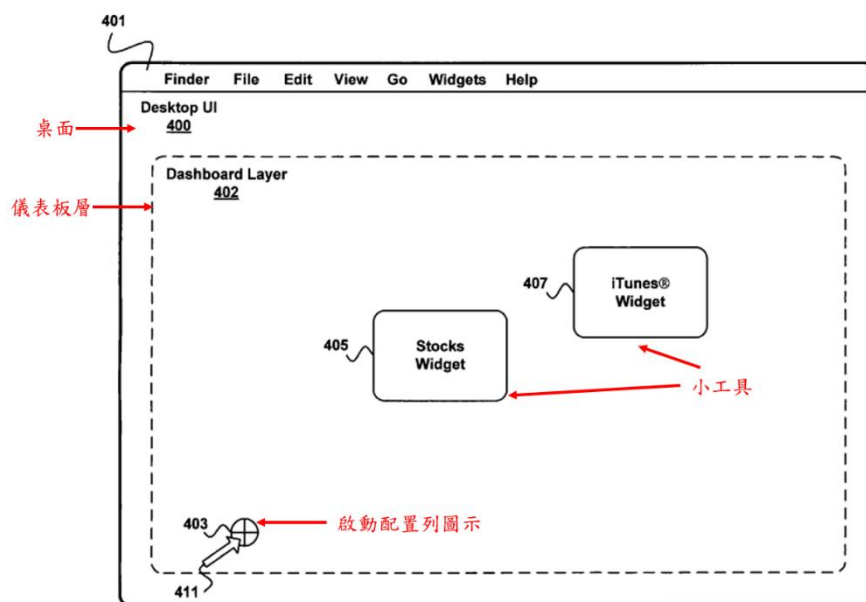 401
Finder File Edit View Go Widgets Help
Desktop UI
400
桌面
Dashboard Layer
402
儀表板層
407
iTunes®
Widget
405
Stocks
Widget
小工具
403
啟動配置列圖示
411